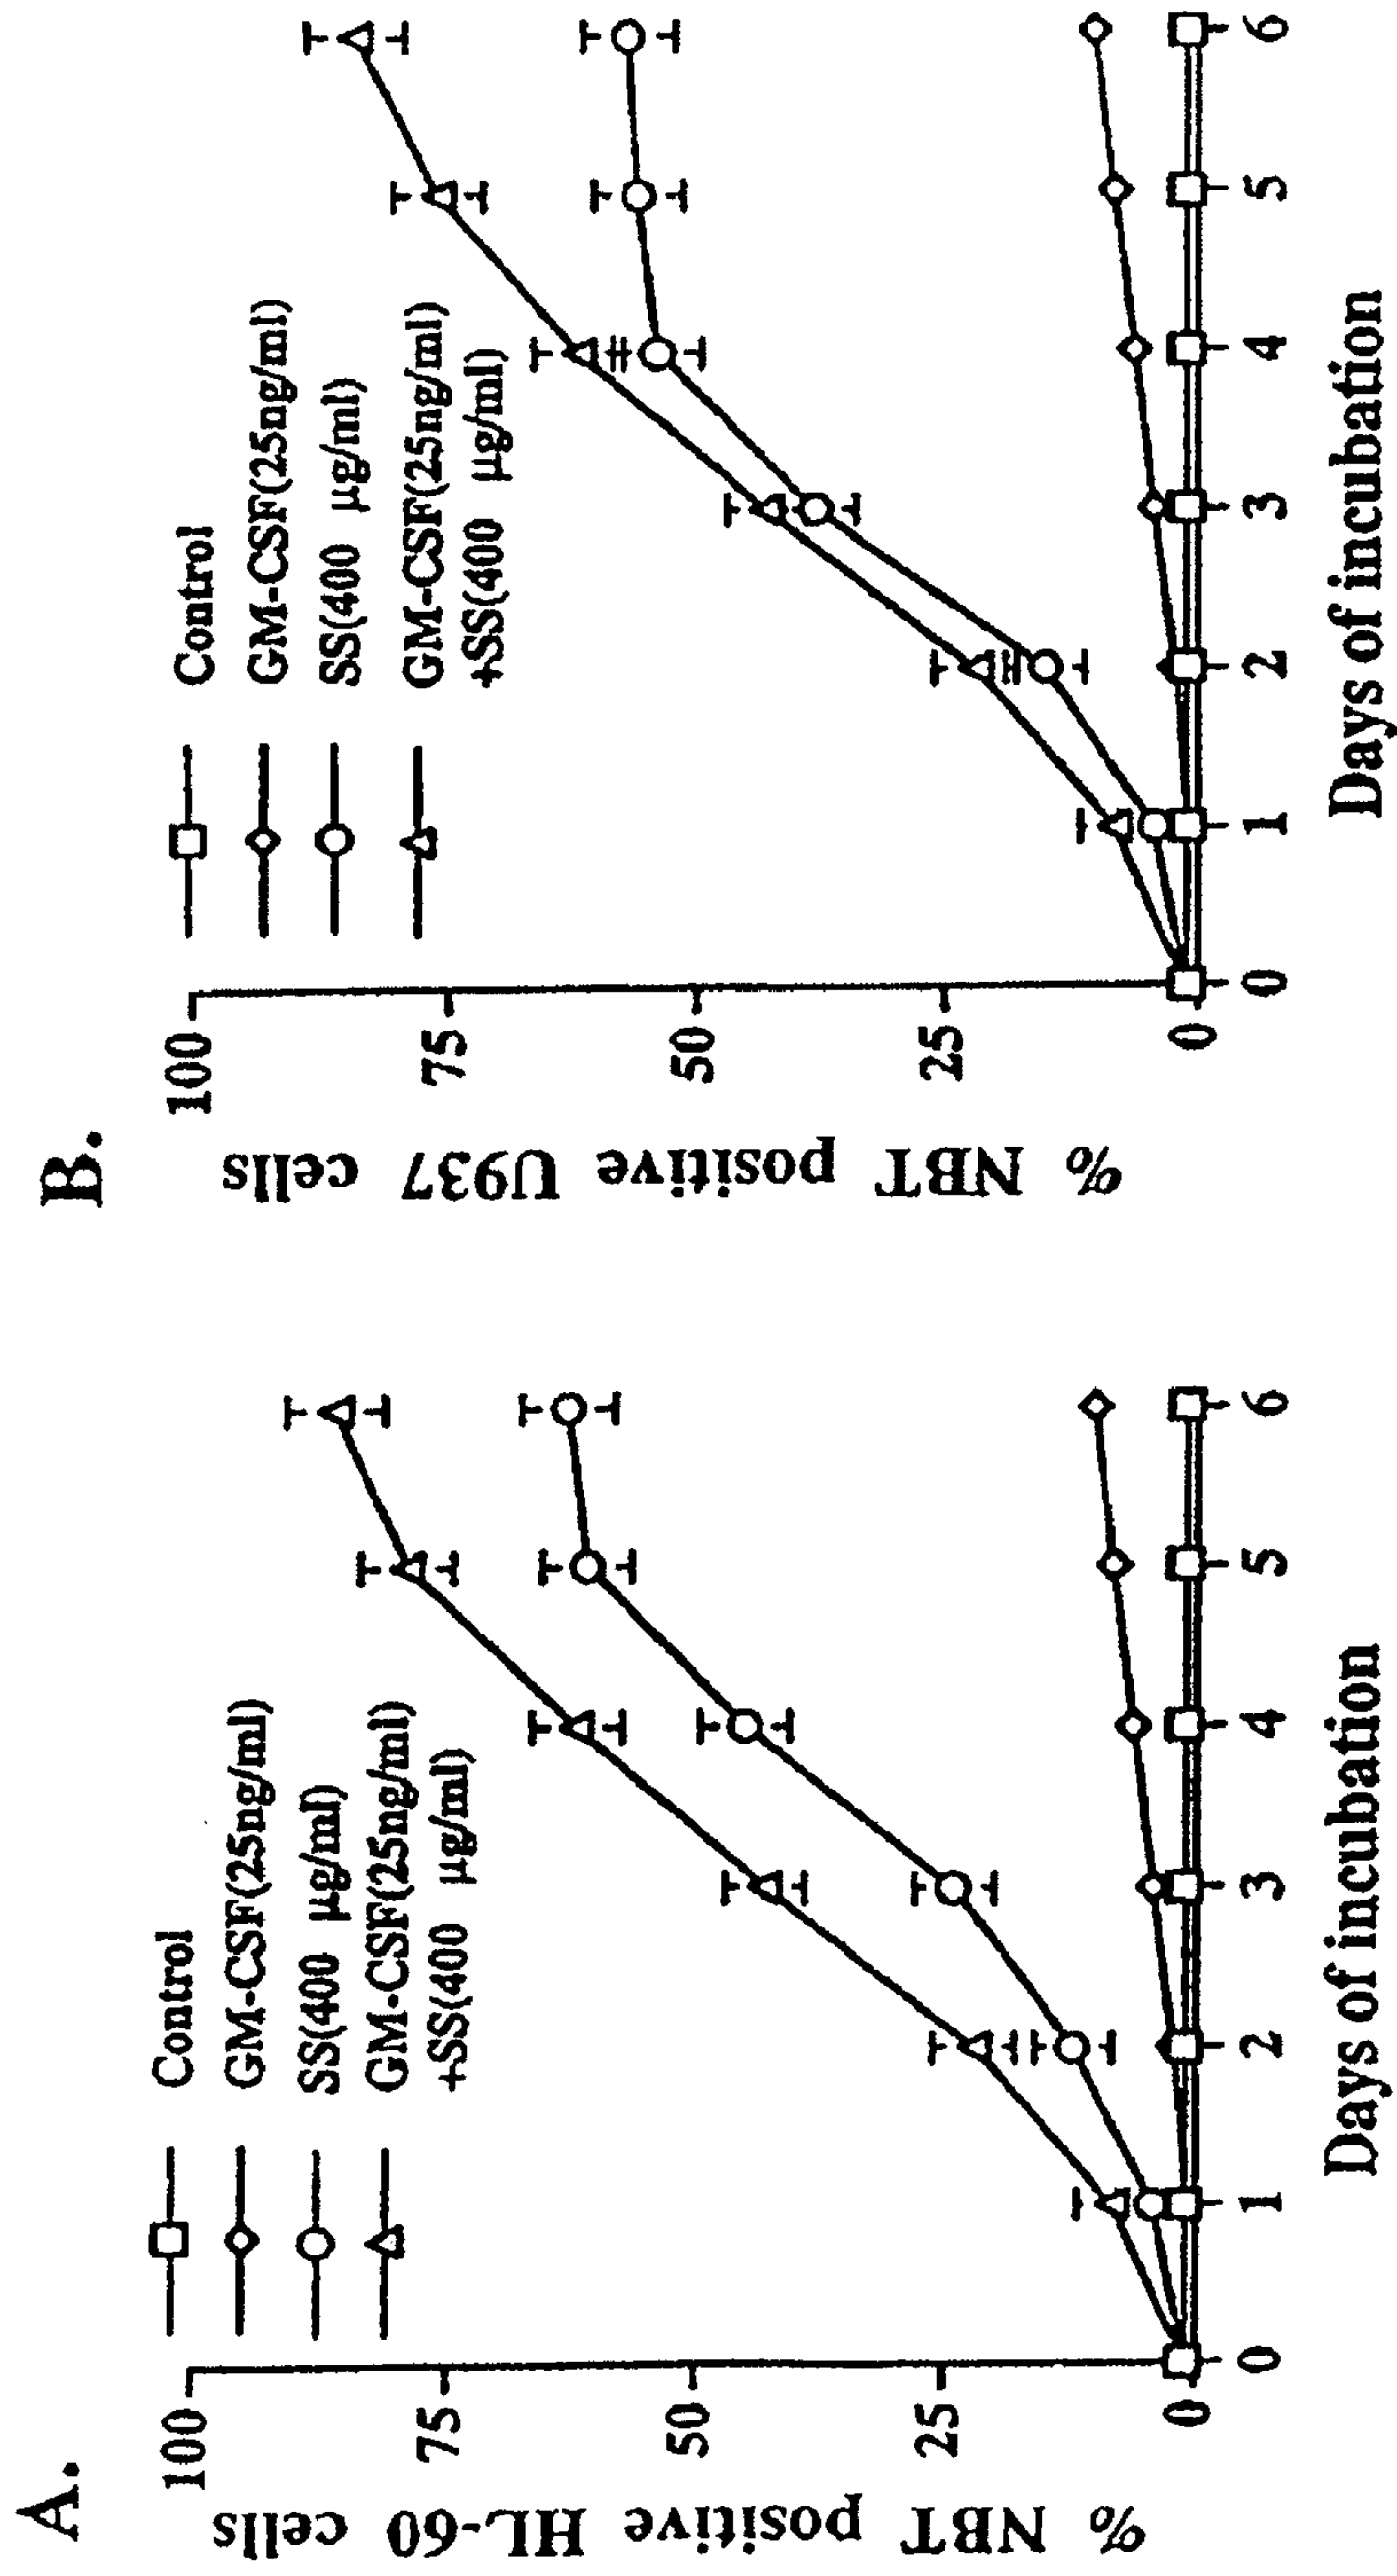 A.
% NBT positive HL-60 cells
100
75
50
25
0
Control
GM-CSF(25ng/ml)
SS(400 µg/ml)
GM-CSF(25ng/ml)
+SS(400 µg/ml)
0 1 2 3 4 5 6
Days of incubation
B.
% NBT positive U937 cells
100
75
50
25
0
Control
GM-CSF(25ng/ml)
SS(400 µg/ml)
GM-CSF(25ng/ml)
+SS(400 µg/ml)
0 1 2 3 4 5 6
Days of incubation